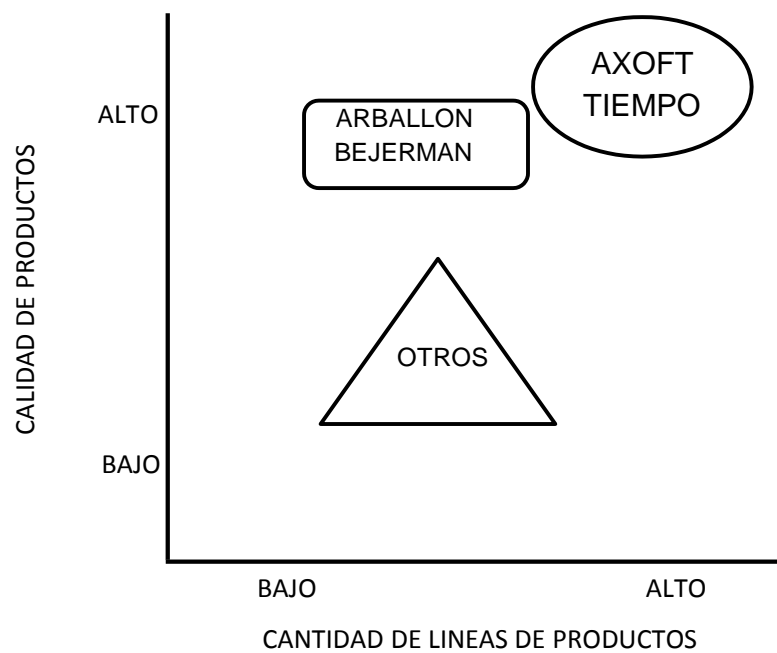 AXOFT
TIEMPO
ALTO
ARBALLON
BEJERMAN
CALIDAD DE PRODUCTOS
OTROS
BAJO
BAJO
ALTO
CANTIDAD DE LINEAS DE PRODUCTOS